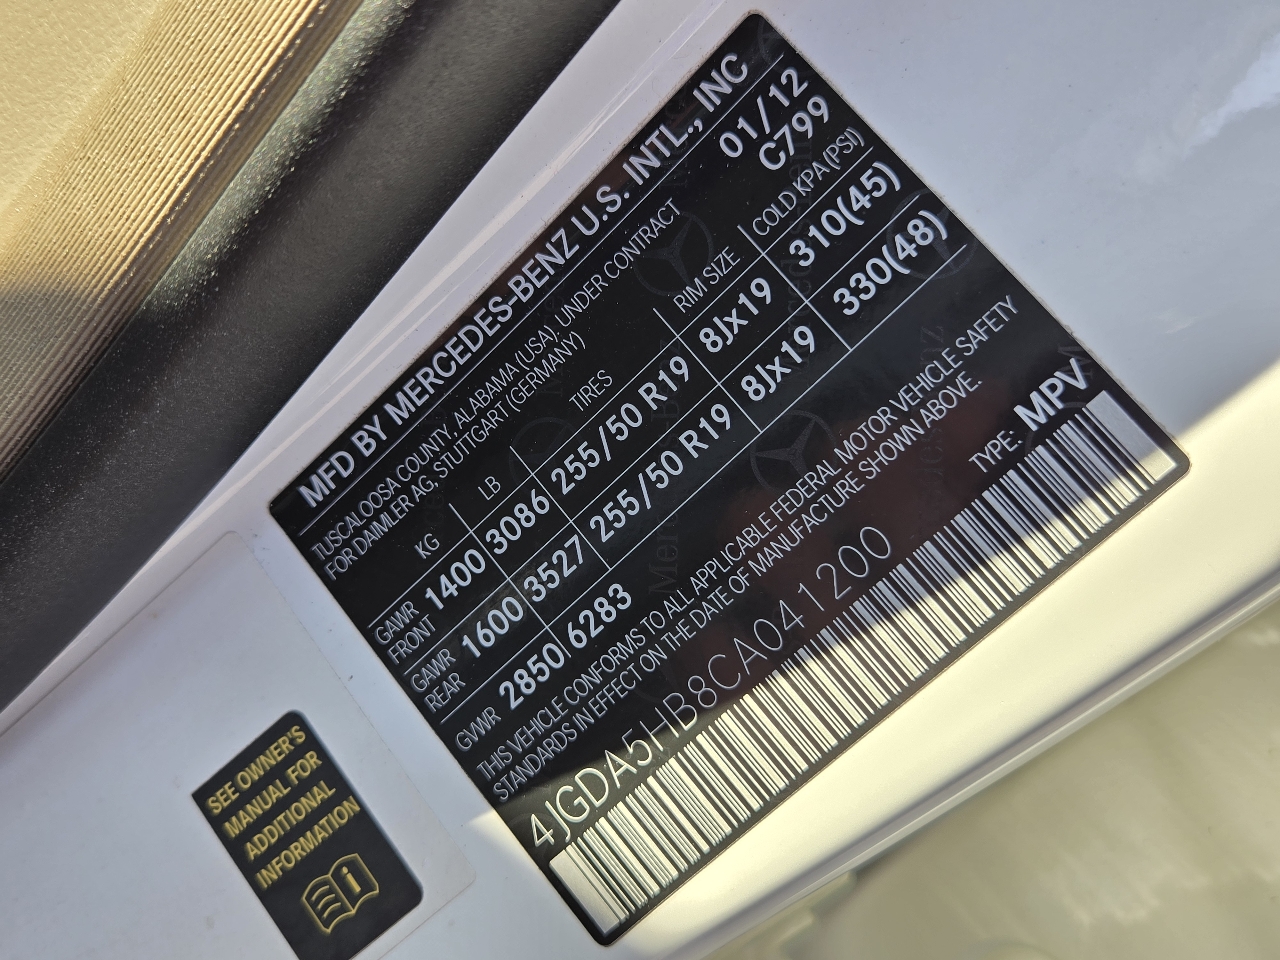 MFD BY MERCEDES-BENZ U.S. INTL., INC
TUSCALOOSA COUNTY, ALABAMA (USA), UNDER CONTRACT 01/12
FOR DAIMLER AG, STUTTGART (GERMANY) C799
KG LB TIRES RIM SIZE COLD KPA (PSI)
GAWR FRONT 1400 3086 255/50 R19 8Jx19 310(45)
GAWR REAR 1600 3527 255/50 R19 8Jx19 330(48)
GVWR 2850 6283
THIS VEHICLE CONFORMS TO ALL APPLICABLE FEDERAL MOTOR VEHICLE SAFETY
STANDARDS IN EFFECT ON THE DATE OF MANUFACTURE SHOWN ABOVE.
4JGDA5HB8CA041200 TYPE: MPV
SEE OWNER'S
MANUAL FOR
ADDITIONAL
INFORMATION